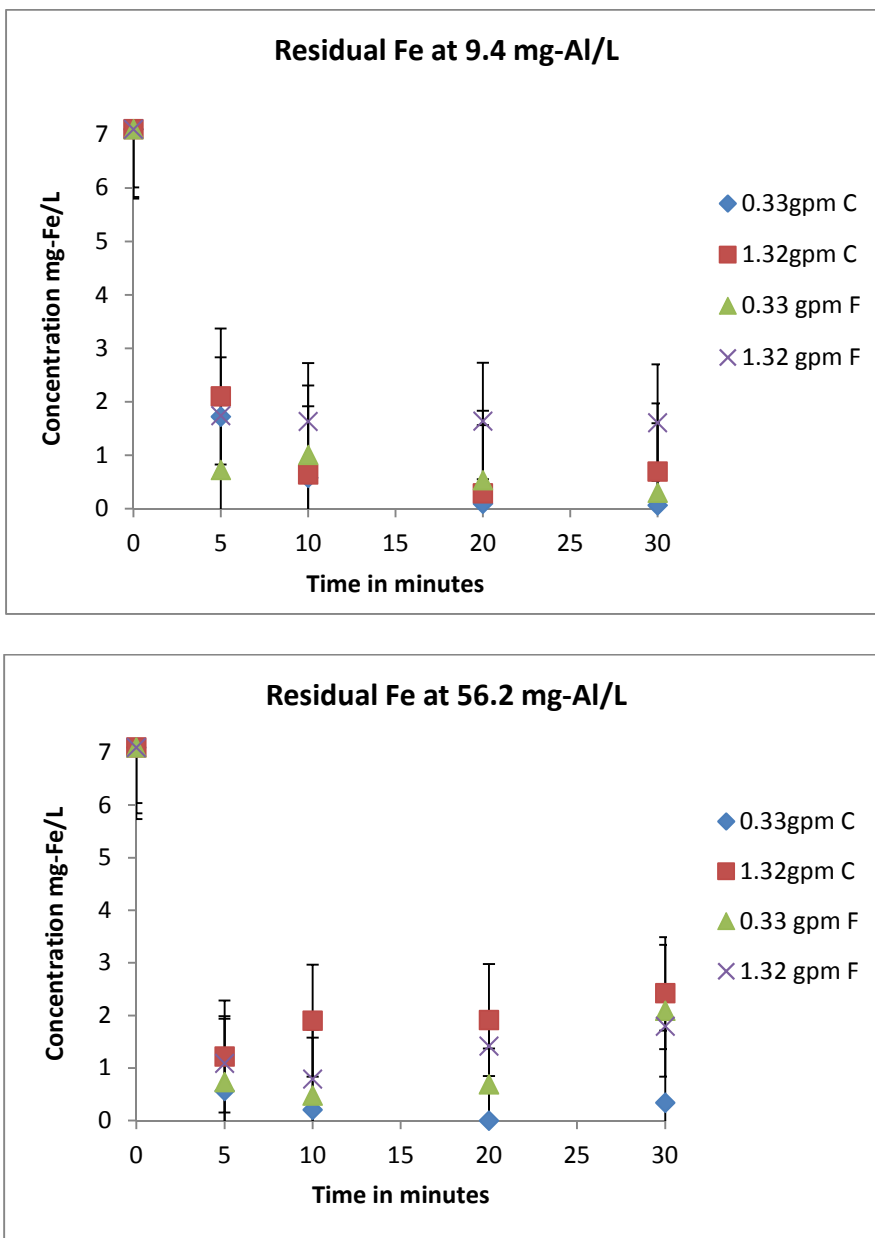 Residual Fe at 9.4 mg-Al/L
Concentration mg-Fe/L
7
6
5
4
3
2
1
0
0 5 10 15 20 25 30
Time in minutes
0.33gpm C
1.32gpm C
0.33 gpm F
1.32 gpm F
Residual Fe at 56.2 mg-Al/L
Concentration mg-Fe/L
7
6
5
4
3
2
1
0
0 5 10 15 20 25 30
Time in minutes
0.33gpm C
1.32gpm C
0.33 gpm F
1.32 gpm F